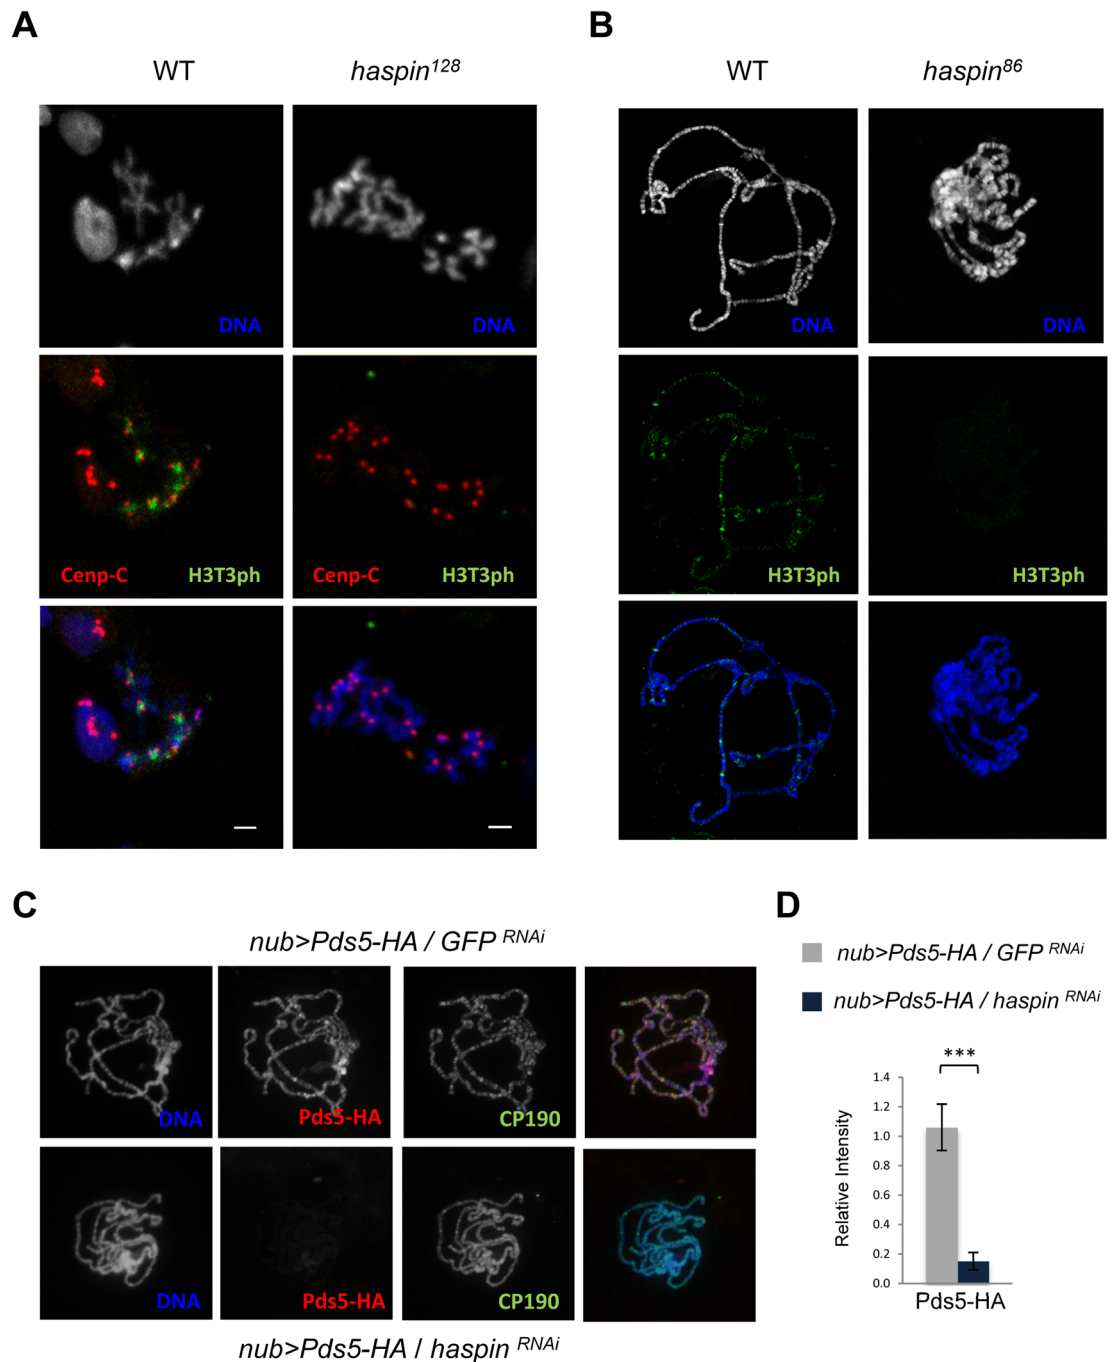 A
WT
haspin128
DNA
DNA
Cenp-C
H3T3ph
Cenp-C
H3T3ph
B
WT
haspin86
DNA
DNA
H3T3ph
H3T3ph
C
nub>Pds5-HA / GFP RNAi
DNA
Pds5-HA
CP190
DNA
Pds5-HA
CP190
nub>Pds5-HA / haspin RNAi
D
nub>Pds5-HA / GFP RNAi
nub>Pds5-HA / haspin RNAi
***
1.4
1.2
1.0
0.8
0.6
0.4
0.2
0.0
Relative Intensity
Pds5-HA